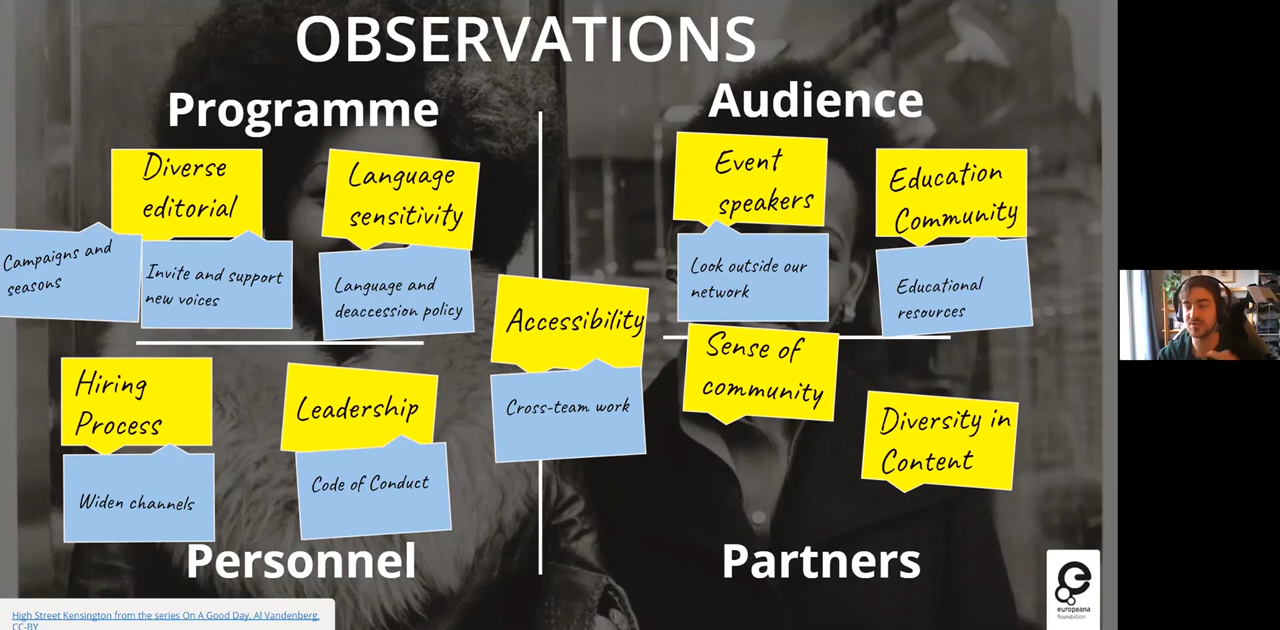 OBSERVATIONS
Programme
Audience
Diverse
editorial
Language
sensitivity
Event
speakers
Education
Community
Campaigns and
seasons
Invite and support
new voices
Language and
deaccession policy
Look outside our
network
Educational
resources
Accessibility
Cross-team work
Sense of
community
Diversity in
Content
Hiring
Process
Leadership
Widen channels
Code of Conduct
Personnel
Partners
europeana
foundation
High Street Kensington from the series On A Good Day, Al Vandenberg,
CC-BY